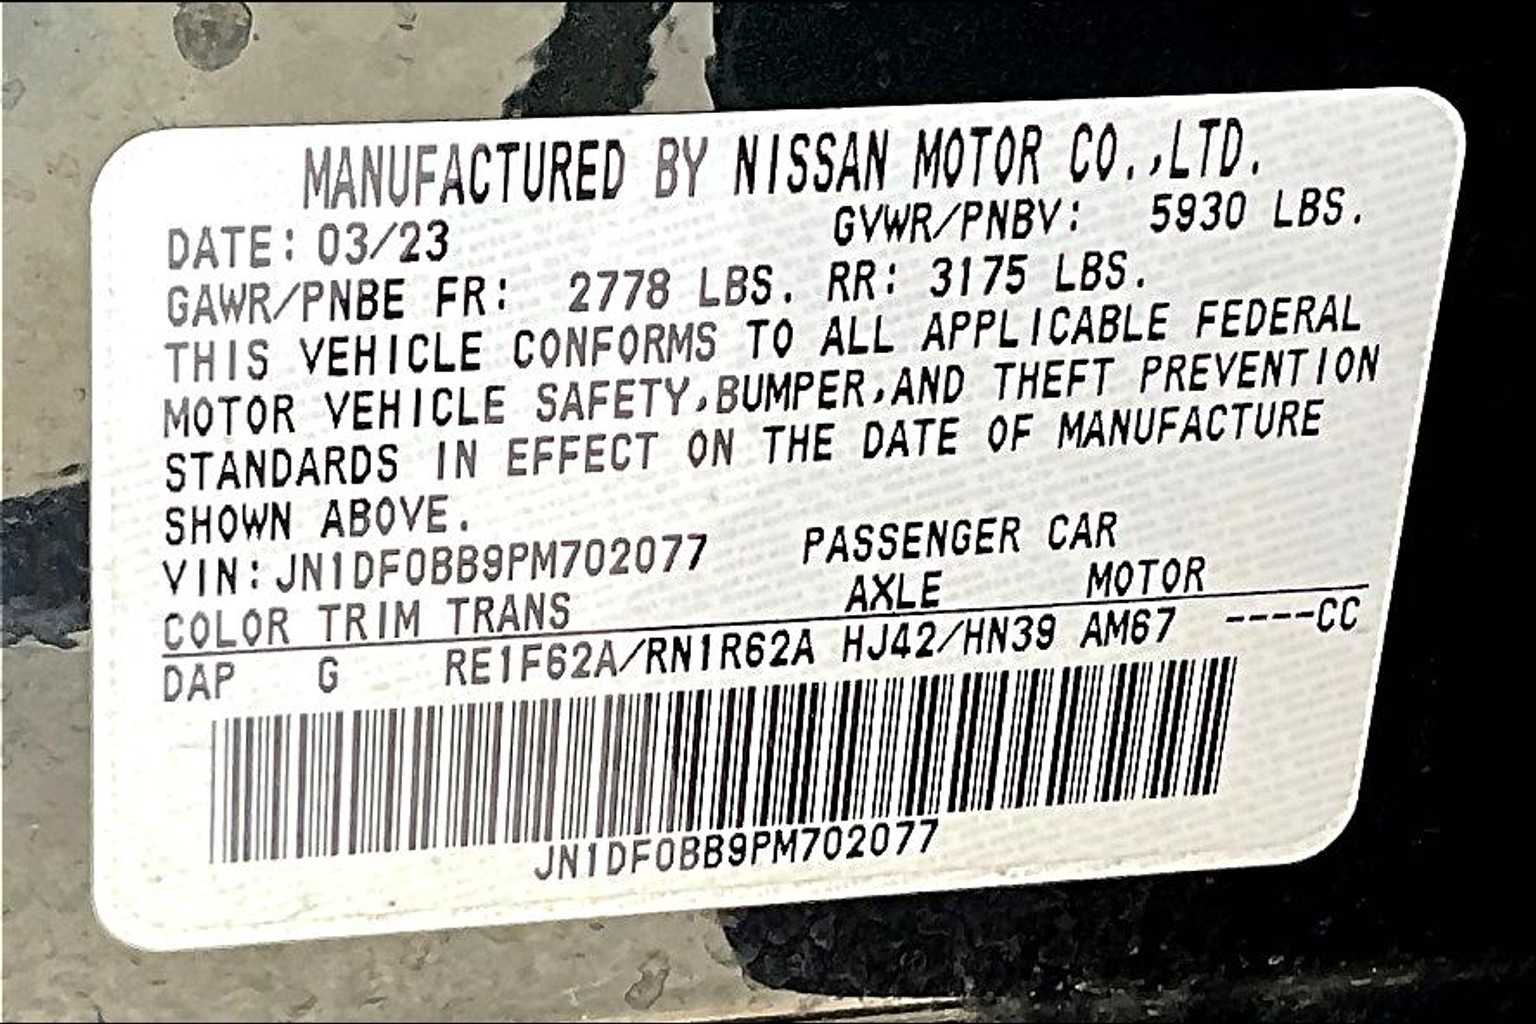 MANUFACTURED BY NISSAN MOTOR CO.,LTD.
DATE: 03/23 GVWR/PNBV: 5930 LBS.
GAWR/PNBE FR: 2778 LBS. RR: 3175 LBS.
THIS VEHICLE CONFORMS TO ALL APPLICABLE FEDERAL
MOTOR VEHICLE SAFETY,BUMPER,AND THEFT PREVENTION
STANDARDS IN EFFECT ON THE DATE OF MANUFACTURE
SHOWN ABOVE.
VIN: JN1DF0BB9PM702077 PASSENGER CAR
COLOR TRIM TRANS AXLE MOTOR
DAP G RE1F62A/RN1R62A HJ42/HN39 AM67 ----CC
JN1DF0BB9PM702077